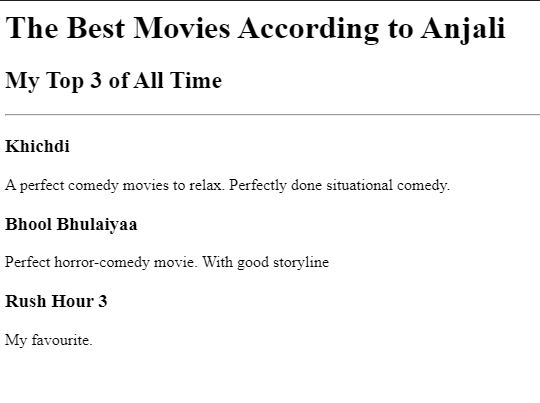 The Best Movies According to Anjali
My Top 3 of All Time
Khichdi
A perfect comedy movies to relax. Perfectly done situational comedy.
Bhool Bhulaiyaa
Perfect horror-comedy movie. With good storyline
Rush Hour 3
My favourite.